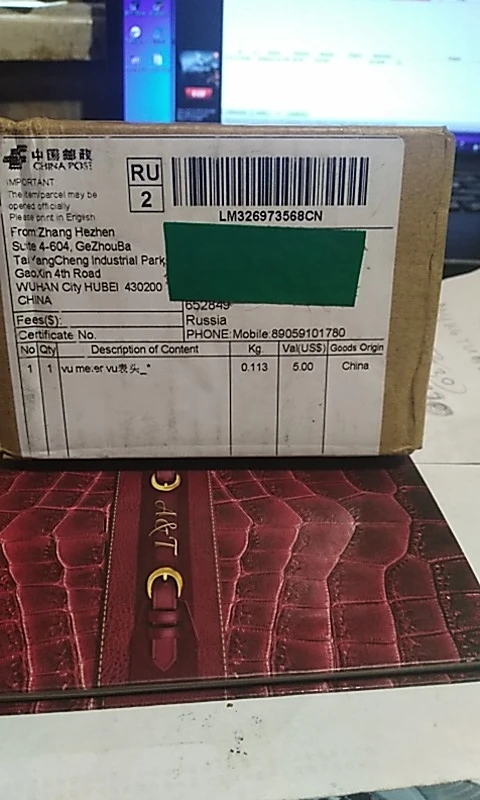 中国邮政
CHINA POST
RU
2
IMPORTANT
The item/parcel may be
opened officially
Please print in English
LM326973568CN
From:Zhang Hezhen
Suite 4-604, GeZhouBa
TaiYangCheng Industrial Park,
GaoXin 4th Road
WUHAN City HUBEI 430200
CHINA
652849
Fees($):
Russia
Certificate No.
PHONE:Mobile:89059101780
No Qty Description of Content Kg. Val(US$) Goods Origin
1 1 vu me.er vu表头_* 0.113 5.00 China